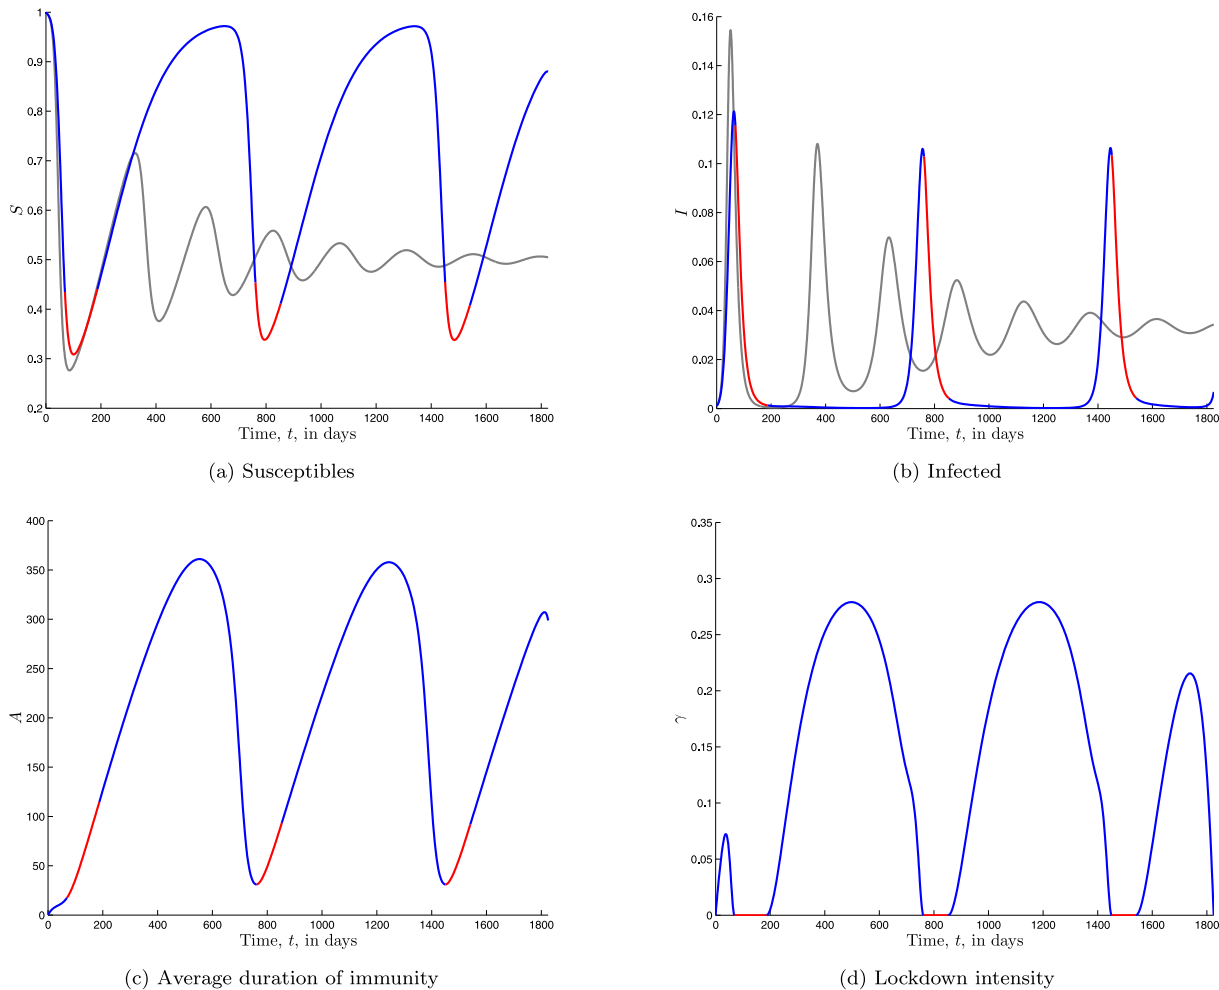 1
0.9
0.8
0.7
0.6
0.5
0.4
0.3
0.2
S
0 200 400 600 800 1000 1200 1400 1600 1800
Time, t, in days
(a) Susceptibles
0.16
0.14
0.12
0.1
0.08
0.06
0.04
0.02
0
I
0 200 400 600 800 1000 1200 1400 1600 1800
Time, t, in days
(b) Infected
400
350
300
250
200
150
100
50
0
A
0 200 400 600 800 1000 1200 1400 1600 1800
Time, t, in days
(c) Average duration of immunity
0.35
0.3
0.25
0.2
0.15
0.1
0.05
0
γ
0 200 400 600 800 1000 1200 1400 1600 1800
Time, t, in days
(d) Lockdown intensity